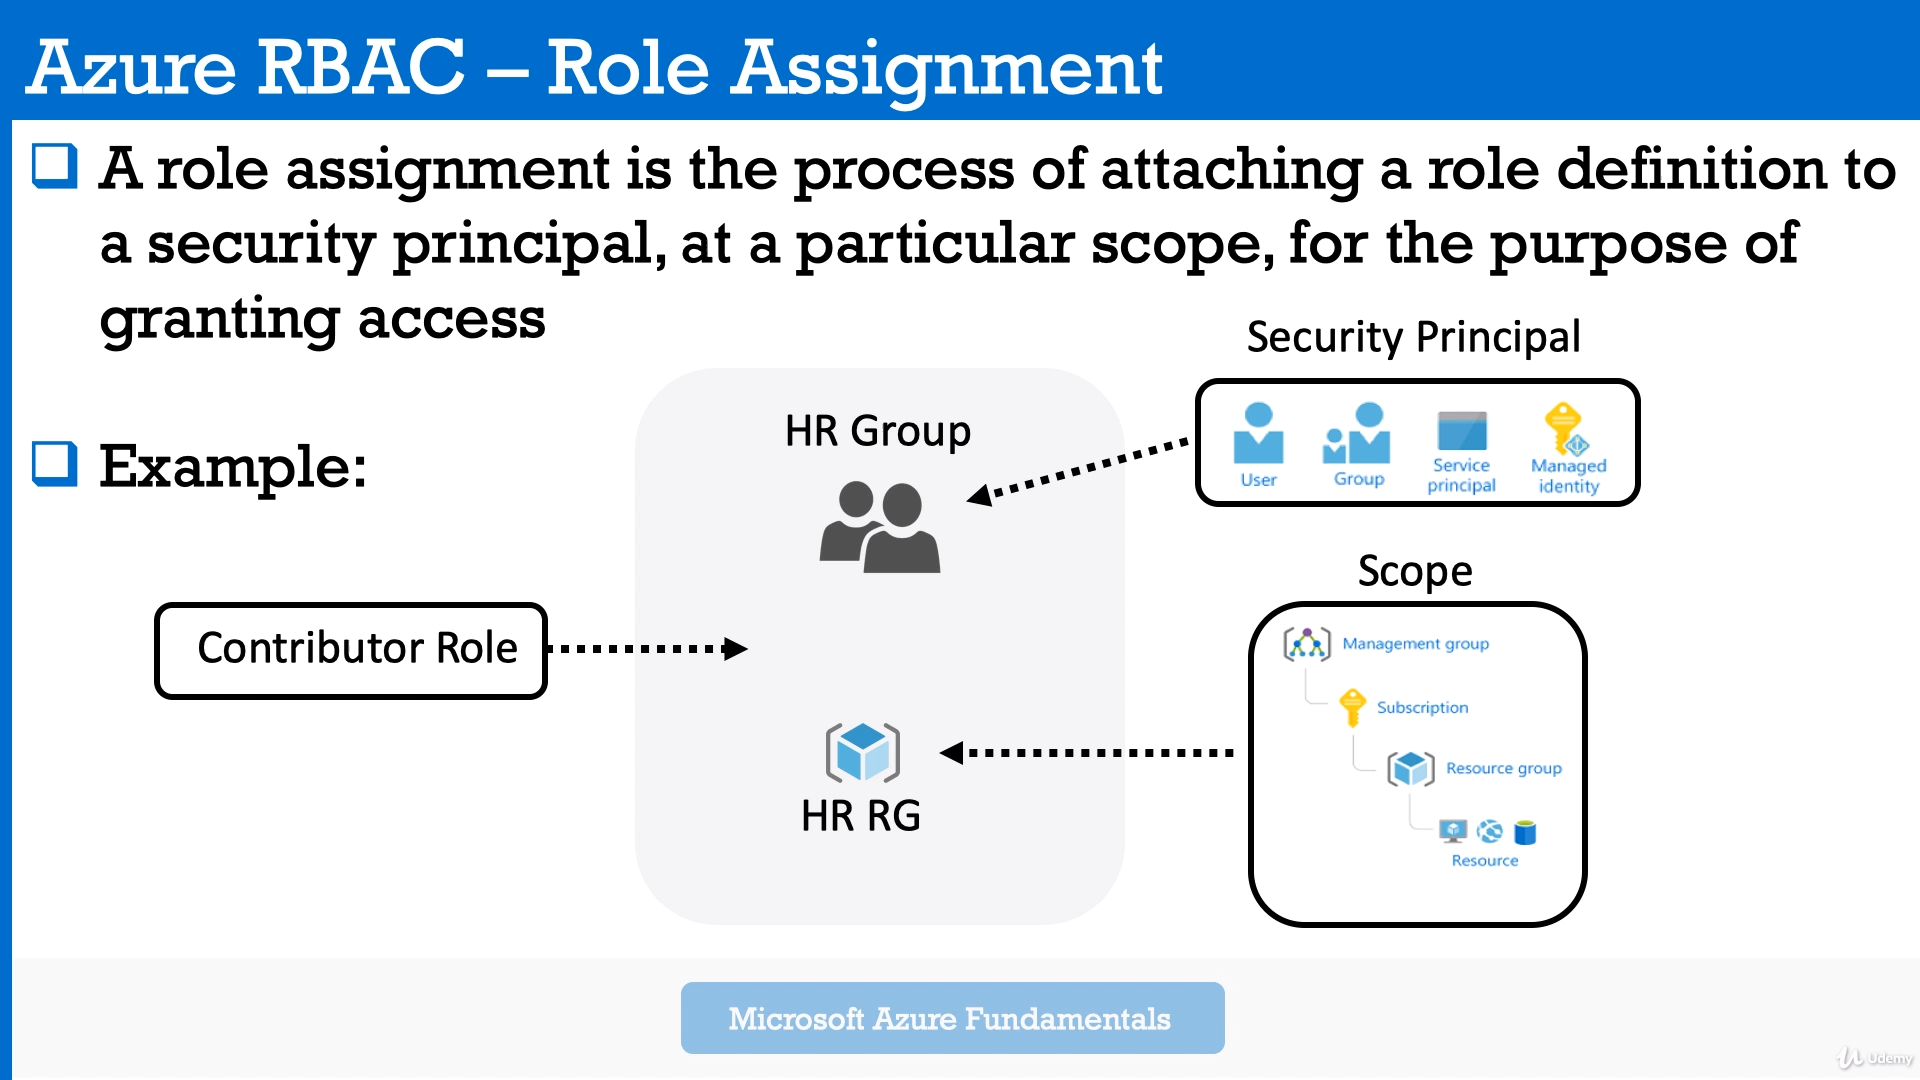 Azure RBAC – Role Assignment
A role assignment is the process of attaching a role definition to
a security principal, at a particular scope, for the purpose of
granting access
Security Principal
HR Group
User
Group
Service
principal
Managed
identity
Example:
Scope
Contributor Role
Management group
Subscription
Resource group
Resource
HR RG
Microsoft Azure Fundamentals
Udemy